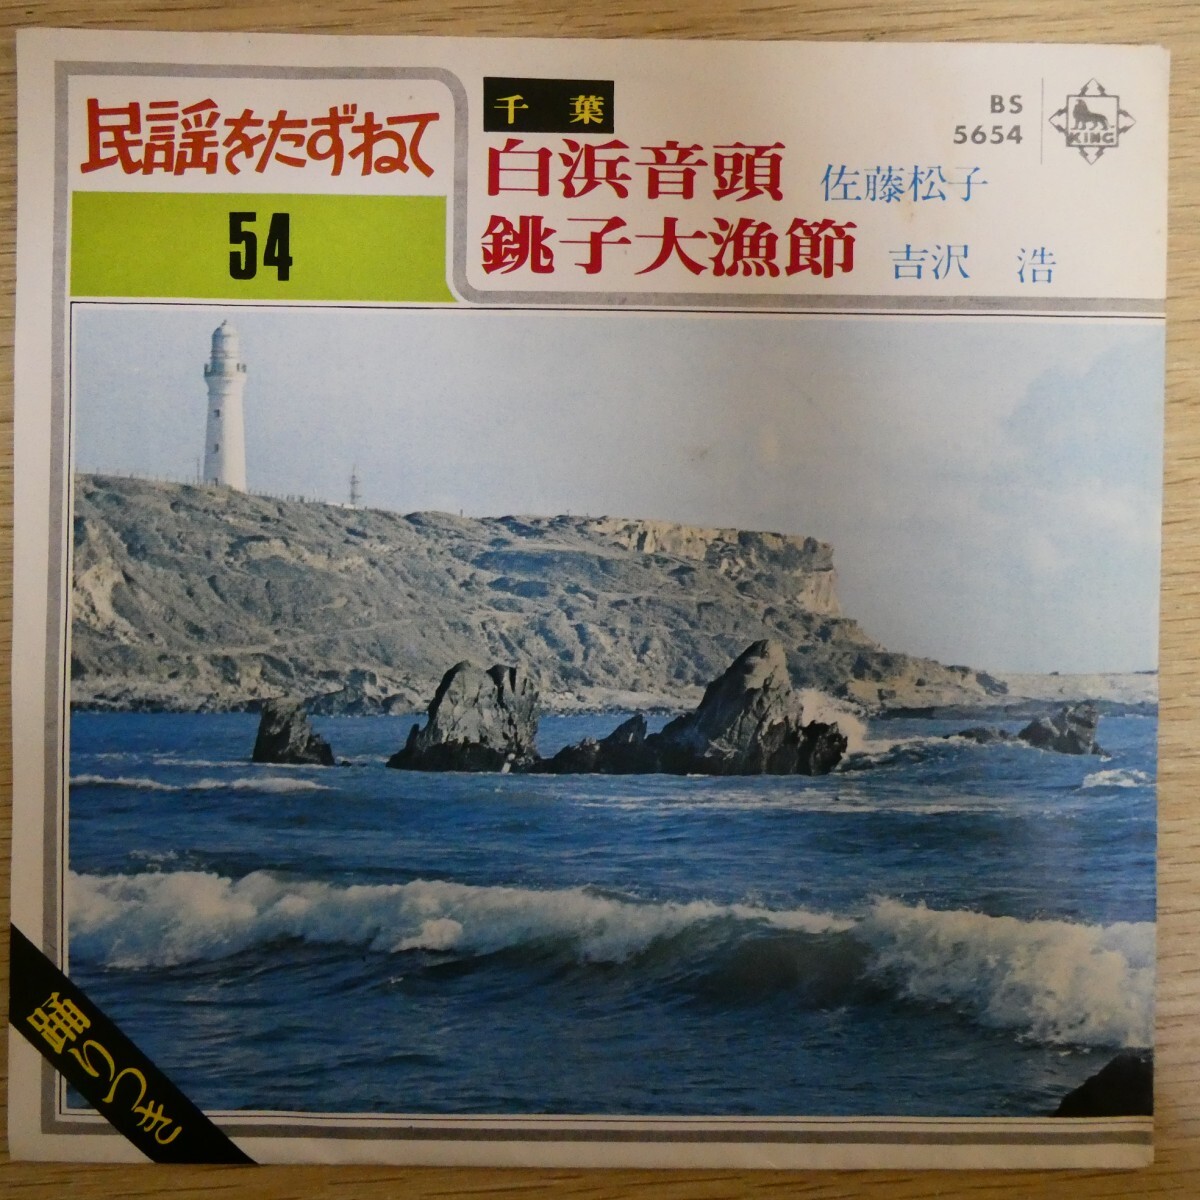 民謡をたずねて
54
千葉
白浜音頭 佐藤松子
銚子大漁節 吉沢 浩
BS
5654
KING
踊りつき